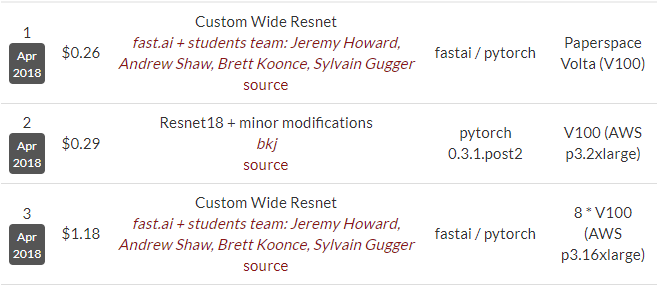 1
Apr
2018
$0.26
Custom Wide Resnet
fast.ai + students team: Jeremy Howard,
Andrew Shaw, Brett Koonce, Sylvain Gugger
source
fastai / pytorch
Paperspace
Volta (V100)
2
Apr
2018
$0.29
Resnet18 + minor modifications
bkj
source
pytorch
0.3.1.post2
V100 (AWS
p3.2xlarge)
3
Apr
2018
$1.18
Custom Wide Resnet
fast.ai + students team: Jeremy Howard,
Andrew Shaw, Brett Koonce, Sylvain Gugger
source
fastai / pytorch
8 * V100
(AWS
p3.16xlarge)